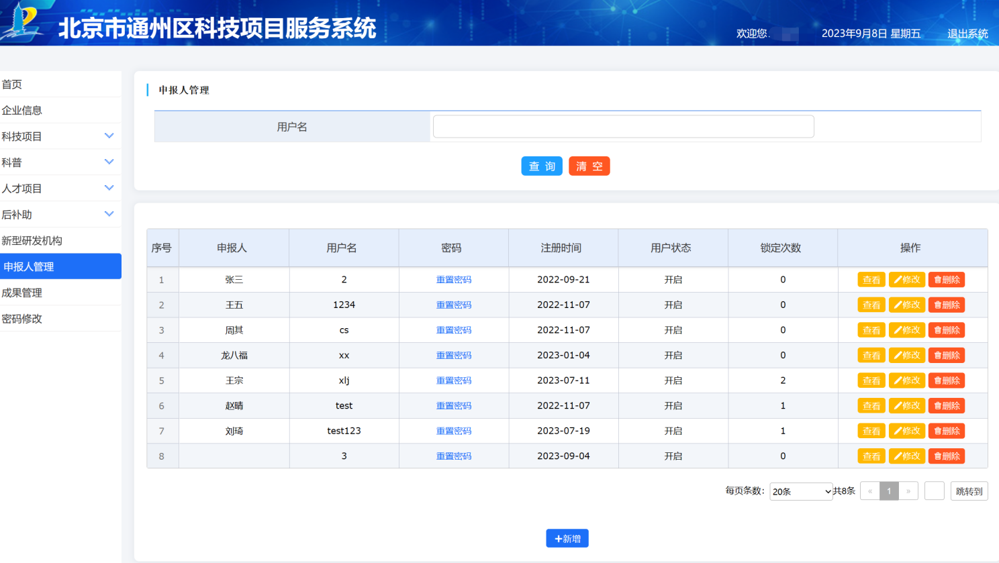 北京市通州区科技项目服务系统
欢迎您, 2023年9月8日 星期五 退出系统
首页
企业信息
科技项目
科普
人才项目
后补助
新型研发机构
申报人管理
成果管理
密码修改
申报人管理
用户名
查 询 清 空
序号 申报人 用户名 密码 注册时间 用户状态 锁定次数 操作
1 张三 2 重置密码 2022-09-21 开启 0 查看 修改 删除
2 王五 1234 重置密码 2022-11-07 开启 0 查看 修改 删除
3 周其 cs 重置密码 2022-11-07 开启 0 查看 修改 删除
4 龙八福 xx 重置密码 2023-01-04 开启 0 查看 修改 删除
5 王宗 xlj 重置密码 2023-07-11 开启 2 查看 修改 删除
6 赵晴 test 重置密码 2022-11-07 开启 1 查看 修改 删除
7 刘琦 test123 重置密码 2023-07-19 开启 1 查看 修改 删除
8 3 重置密码 2023-09-04 开启 0 查看 修改 删除
每页条数: 20条 共8条 « 1 » 跳转到
+新增